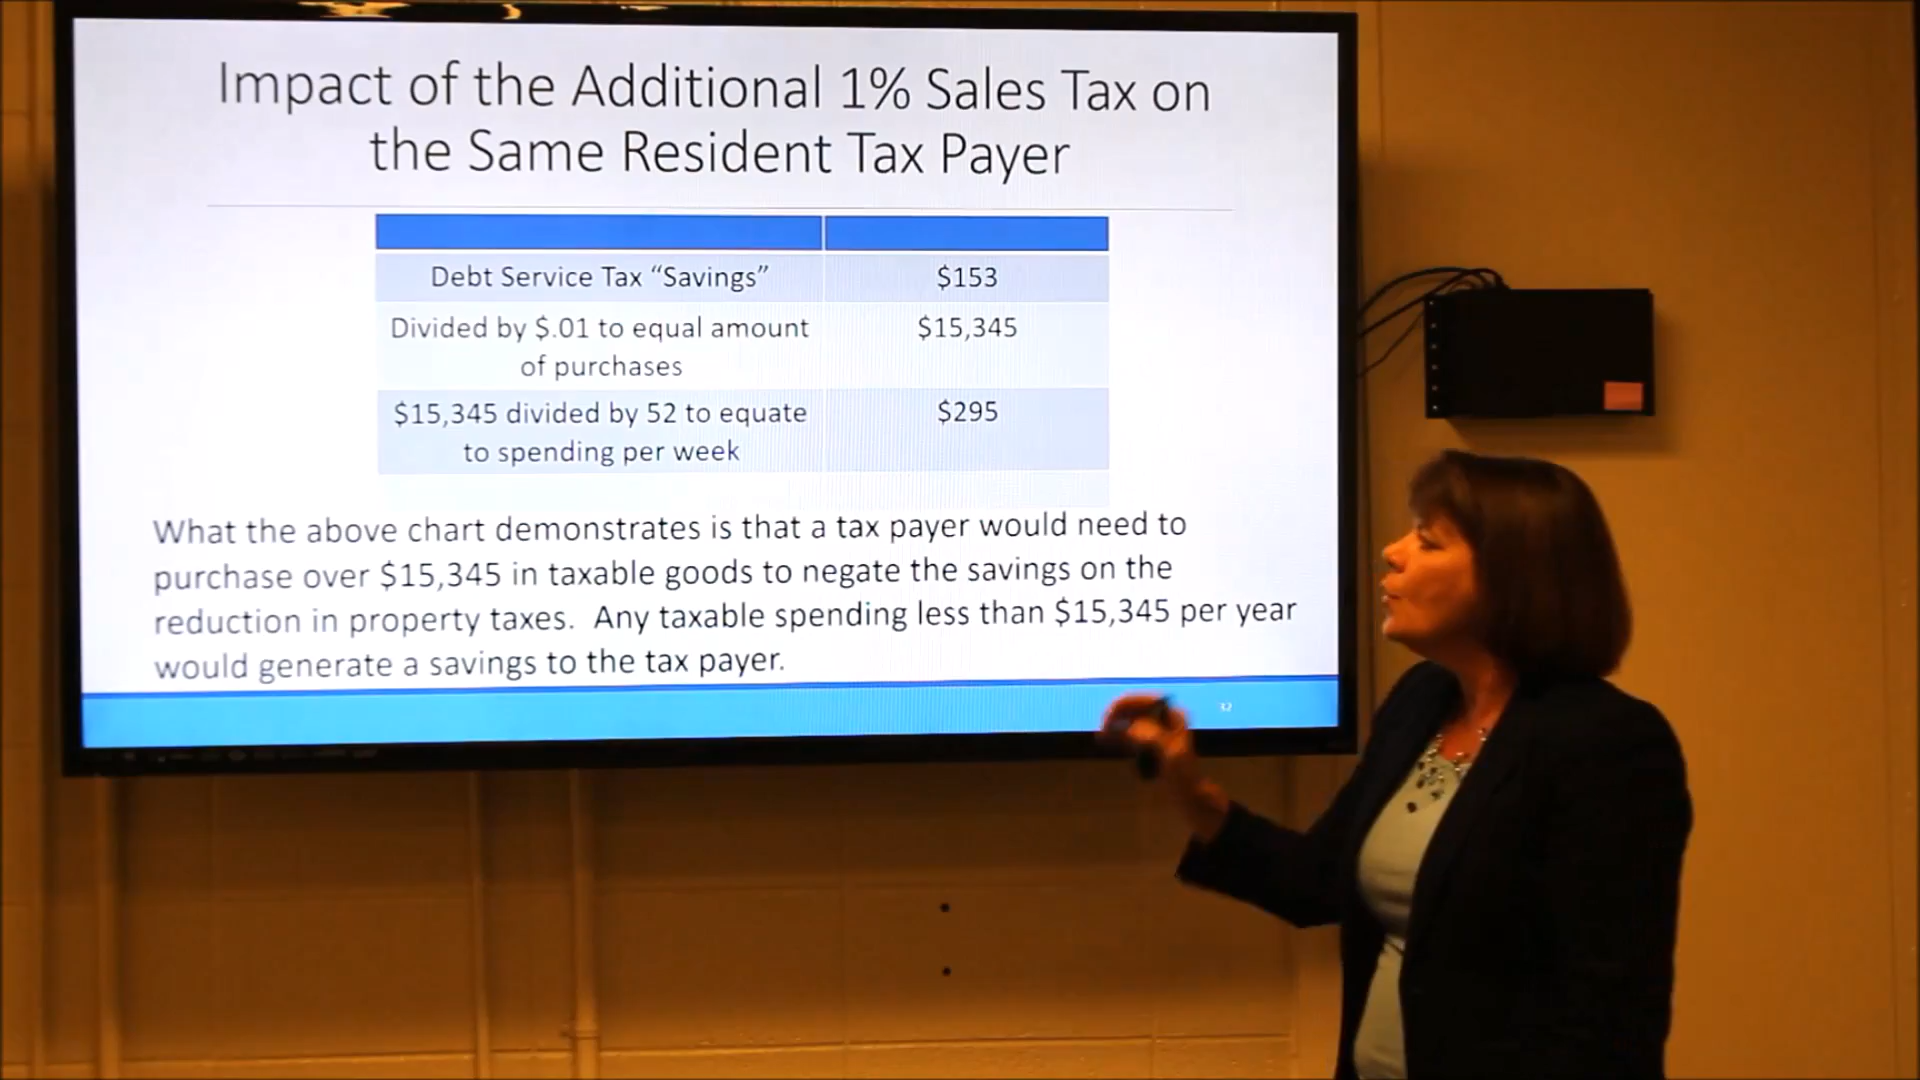 Impact of the Additional 1% Sales Tax on
the Same Resident Tax Payer
Debt Service Tax “Savings”
$153
Divided by $.01 to equal amount
of purchases
$15,345
$15,345 divided by 52 to equate
to spending per week
$295
What the above chart demonstrates is that a tax payer would need to
purchase over $15,345 in taxable goods to negate the savings on the
reduction in property taxes. Any taxable spending less than $15,345 per year
would generate a savings to the tax payer.
32